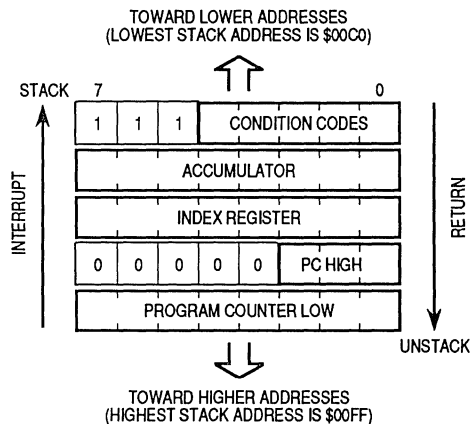 TOWARD LOWER ADDRESSES
(LOWEST STACK ADDRESS IS $00C0)
STACK 7 0
1 1 1 CONDITION CODES
ACCUMULATOR
INDEX REGISTER
0 0 0 0 0 PC HIGH
PROGRAM COUNTER LOW
INTERRUPT
RETURN
UNSTACK
TOWARD HIGHER ADDRESSES
(HIGHEST STACK ADDRESS IS $00FF)